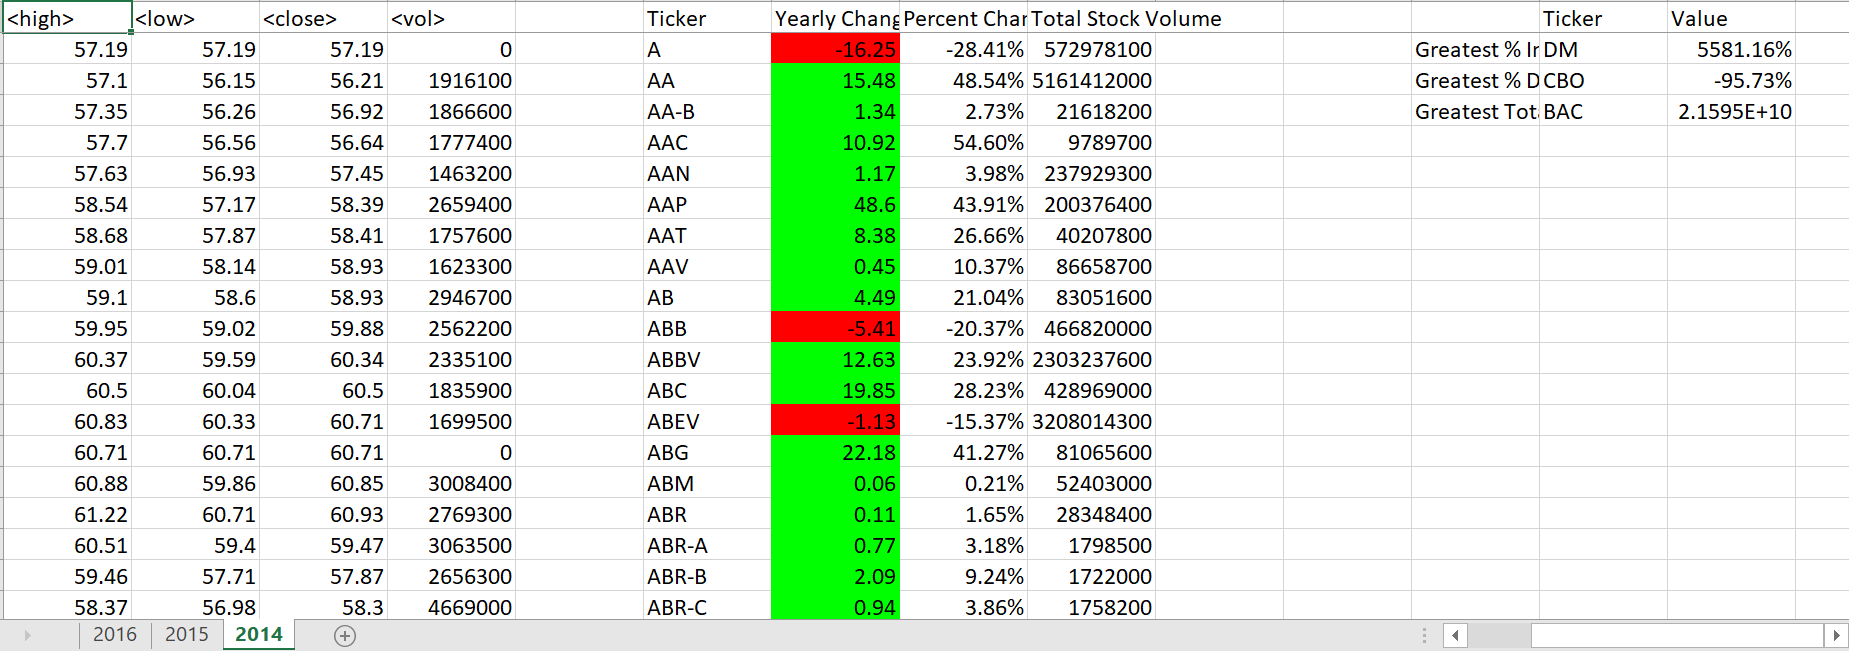 <high> <low> <close> <vol> Ticker Yearly Chang Percent Char Total Stock Volume Ticker Value
57.19 57.19 57.19 0 A -16.25 -28.41% 572978100 Greatest % Ir DM 5581.16%
57.1 56.15 56.21 1916100 AA 15.48 48.54% 5161412000 Greatest % D CBO -95.73%
57.35 56.26 56.92 1866600 AA-B 1.34 2.73% 21618200 Greatest Tot BAC 2.1595E+10
57.7 56.56 56.64 1777400 AAC 10.92 54.60% 9789700
57.63 56.93 57.45 1463200 AAN 1.17 3.98% 237929300
58.54 57.17 58.39 2659400 AAP 48.6 43.91% 200376400
58.68 57.87 58.41 1757600 AAT 8.38 26.66% 40207800
59.01 58.14 58.93 1623300 AAV 0.45 10.37% 86658700
59.1 58.6 58.93 2946700 AB 4.49 21.04% 83051600
59.95 59.02 59.88 2562200 ABB -5.41 -20.37% 466820000
60.37 59.59 60.34 2335100 ABBV 12.63 23.92% 2303237600
60.5 60.04 60.5 1835900 ABC 19.85 28.23% 428969000
60.83 60.33 60.71 1699500 ABEV -1.13 -15.37% 3208014300
60.71 60.71 60.71 0 ABG 22.18 41.27% 81065600
60.88 59.86 60.85 3008400 ABM 0.06 0.21% 52403000
61.22 60.71 60.93 2769300 ABR 0.11 1.65% 28348400
60.51 59.4 59.47 3063500 ABR-A 0.77 3.18% 1798500
59.46 57.71 57.87 2656300 ABR-B 2.09 9.24% 1722000
58.37 56.98 58.3 4669000 ABR-C 0.94 3.86% 1758200
2016 2015 2014